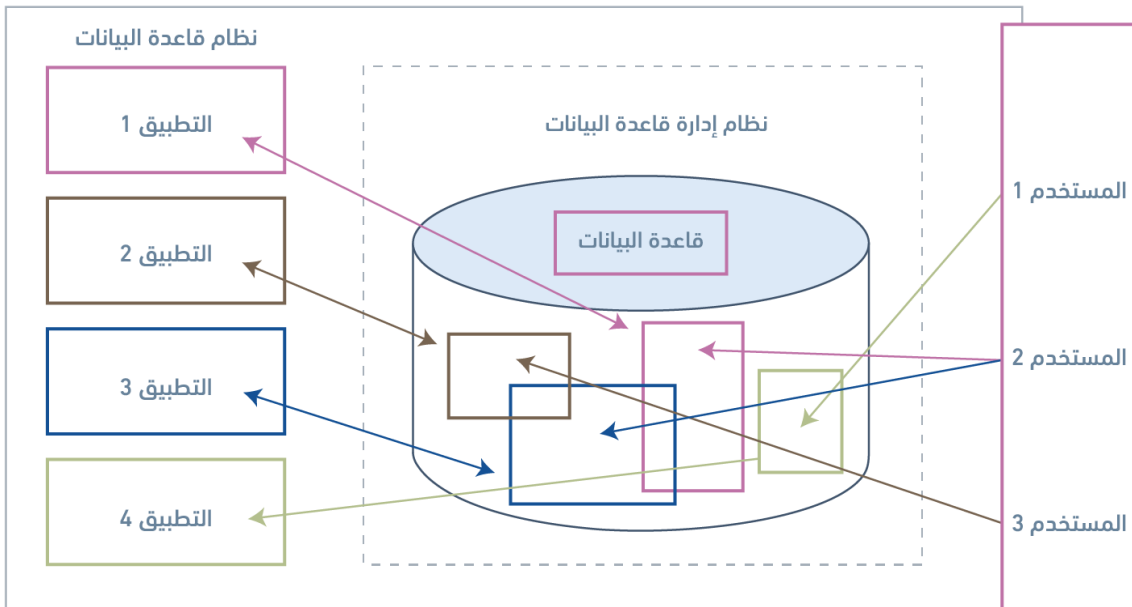 نظام قاعدة البيانات
نظام إدارة قاعدة البيانات
قاعدة البيانات
التطبيق 1
التطبيق 2
التطبيق 3
التطبيق 4
المستخدم 1
المستخدم 2
المستخدم 3